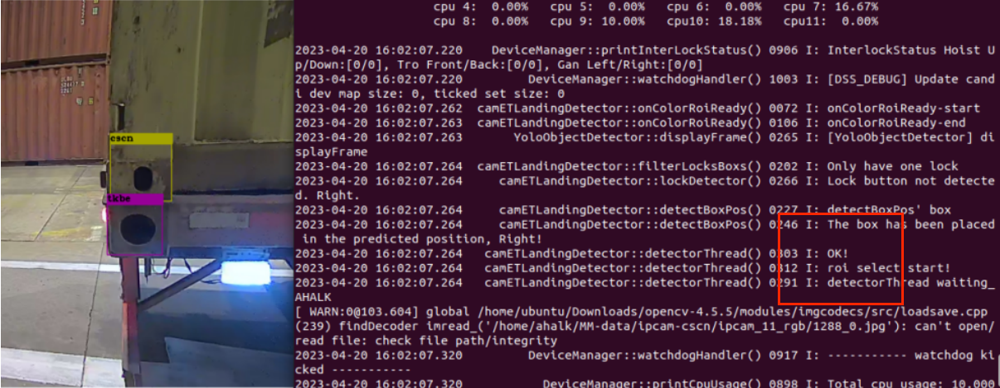 cpu 4: 0.00% cpu 5: 0.00% cpu 6: 0.00% cpu 7: 16.67%
cpu 8: 0.00% cpu 9: 10.00% cpu10: 18.18% cpu11: 0.00%
2023-04-20 16:02:07.220 DeviceManager::printInterLockStatus() 0906 I: InterlockStatus Hoist U
p/Down:[0/0], Tro Front/Back:[0/0], Gan Left/Right:[0/0]
2023-04-20 16:02:07.220 DeviceManager::watchdogHandler() 1003 I: [DSS_DEBUG] Update cand
i dev map size: 0, ticked set size: 0
2023-04-20 16:02:07.262 camETLandingDetector::onColorRoiReady() 0072 I: onColorRoiReady-start
2023-04-20 16:02:07.263 camETLandingDetector::onColorRoiReady() 0106 I: onColorRoiReady-end
2023-04-20 16:02:07.263 YoloObjectDetector::displayFrame() 0265 I: [YoloObjectDetector] di
splayFrame
2023-04-20 16:02:07.264 camETLandingDetector::filterLocksBoxs() 0202 I: Only have one lock
2023-04-20 16:02:07.264 camETLandingDetector::lockDetector() 0266 I: Lock button not detecte
d. Right.
2023-04-20 16:02:07.264 camETLandingDetector::detectBoxPos() 0227 I: detectBoxPos' box
2023-04-20 16:02:07.264 camETLandingDetector::detectBoxPos() 0246 I: The box has been placed
in the predicted position, Right!
2023-04-20 16:02:07.264 camETLandingDetector::detectorThread() 0303 I: OK!
2023-04-20 16:02:07.264 camETLandingDetector::detectorThread() 0312 I: roi select start!
2023-04-20 16:02:07.264 camETLandingDetector::detectorThread() 0291 I: detectorThread waiting_
AHALK
[ WARN:0@103.604] global /home/ubuntu/Downloads/opencv-4.5.5/modules/imgcodecs/src/loadsave.cpp
(239) findDecoder imread_('/home/ahalk/MM-data/ipcam-cscn/ipcam_11_rgb/1288_0.jpg'): can't open/
read file: check file path/integrity
2023-04-20 16:02:07.320 DeviceManager::watchdogHandler() 0917 I: ----------- watchdog ki
cked -----------
2023-04-20 16:02:07.320 DeviceManager::printCpuUsage() 0898 I: Total cpu usage: 10.000
cscn
tkbe